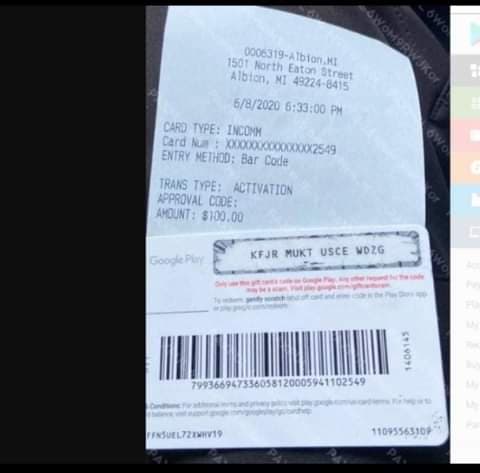 0006319-Albion,MI
1501 North Eaton Street
Albion, MI 49224-8415
6/8/2020 6:33:00 PM
CARD TYPE: INCOMM
Card Num : XXXXXXXXXXXXXXX2549
ENTRY METHOD: Bar Code
TRANS TYPE: ACTIVATION
APPROVAL CODE:
AMOUNT: $100.00
Google Play
KFJR MUKT USCE WDZG
Only use this gift card's code on Google Play. Any other request for the code
may be a scam. Visit play.google.com/giftcardscam.
To redeem, gently scratch label off card and enter code in the Play Store app
or play.google.com/redeem.
1406145
799366947336058120005941102549
Conditions: For additional terms and privacy policy visit play.google.com/us-card-terms. For help or to
balance visit support.google.com/googleplay/go/cardhelp.
FFN5UEL72XWHV19
11095563109